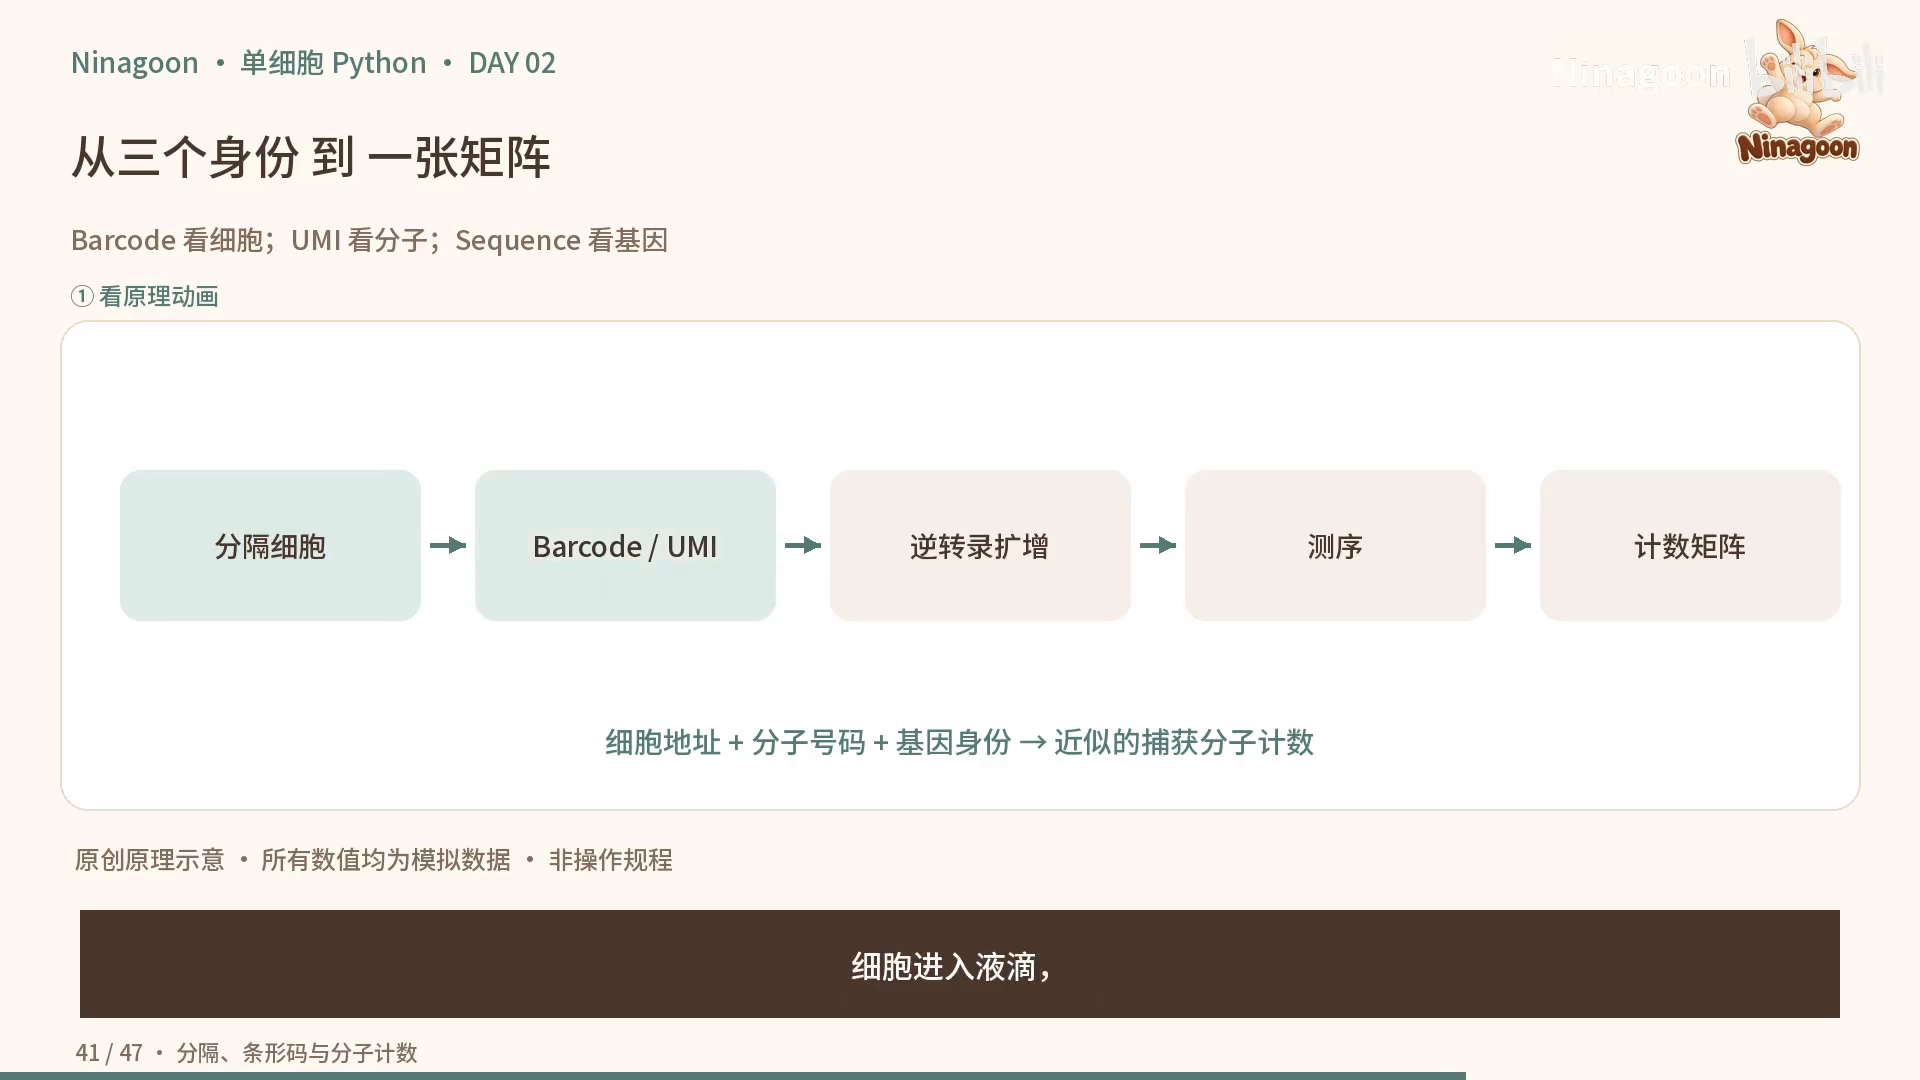 Ninagoon • 单细胞 Python • DAY 02
Ninagoon
bilibili
Ninagoon
从三个身份 到 一张矩阵
Barcode 看细胞；UMI 看分子；Sequence 看基因
① 看原理动画
分隔细胞
Barcode / UMI
逆转录扩增
测序
计数矩阵
细胞地址 + 分子号码 + 基因身份 → 近似的捕获分子计数
原创原理示意 • 所有数值均为模拟数据 • 非操作规程
细胞进入液滴，
41 / 47 • 分隔、条形码与分子计数